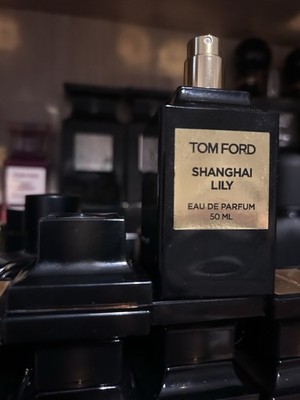 TOM FORD
SHANGHAI
LILY
EAU DE PARFUM
50 ML